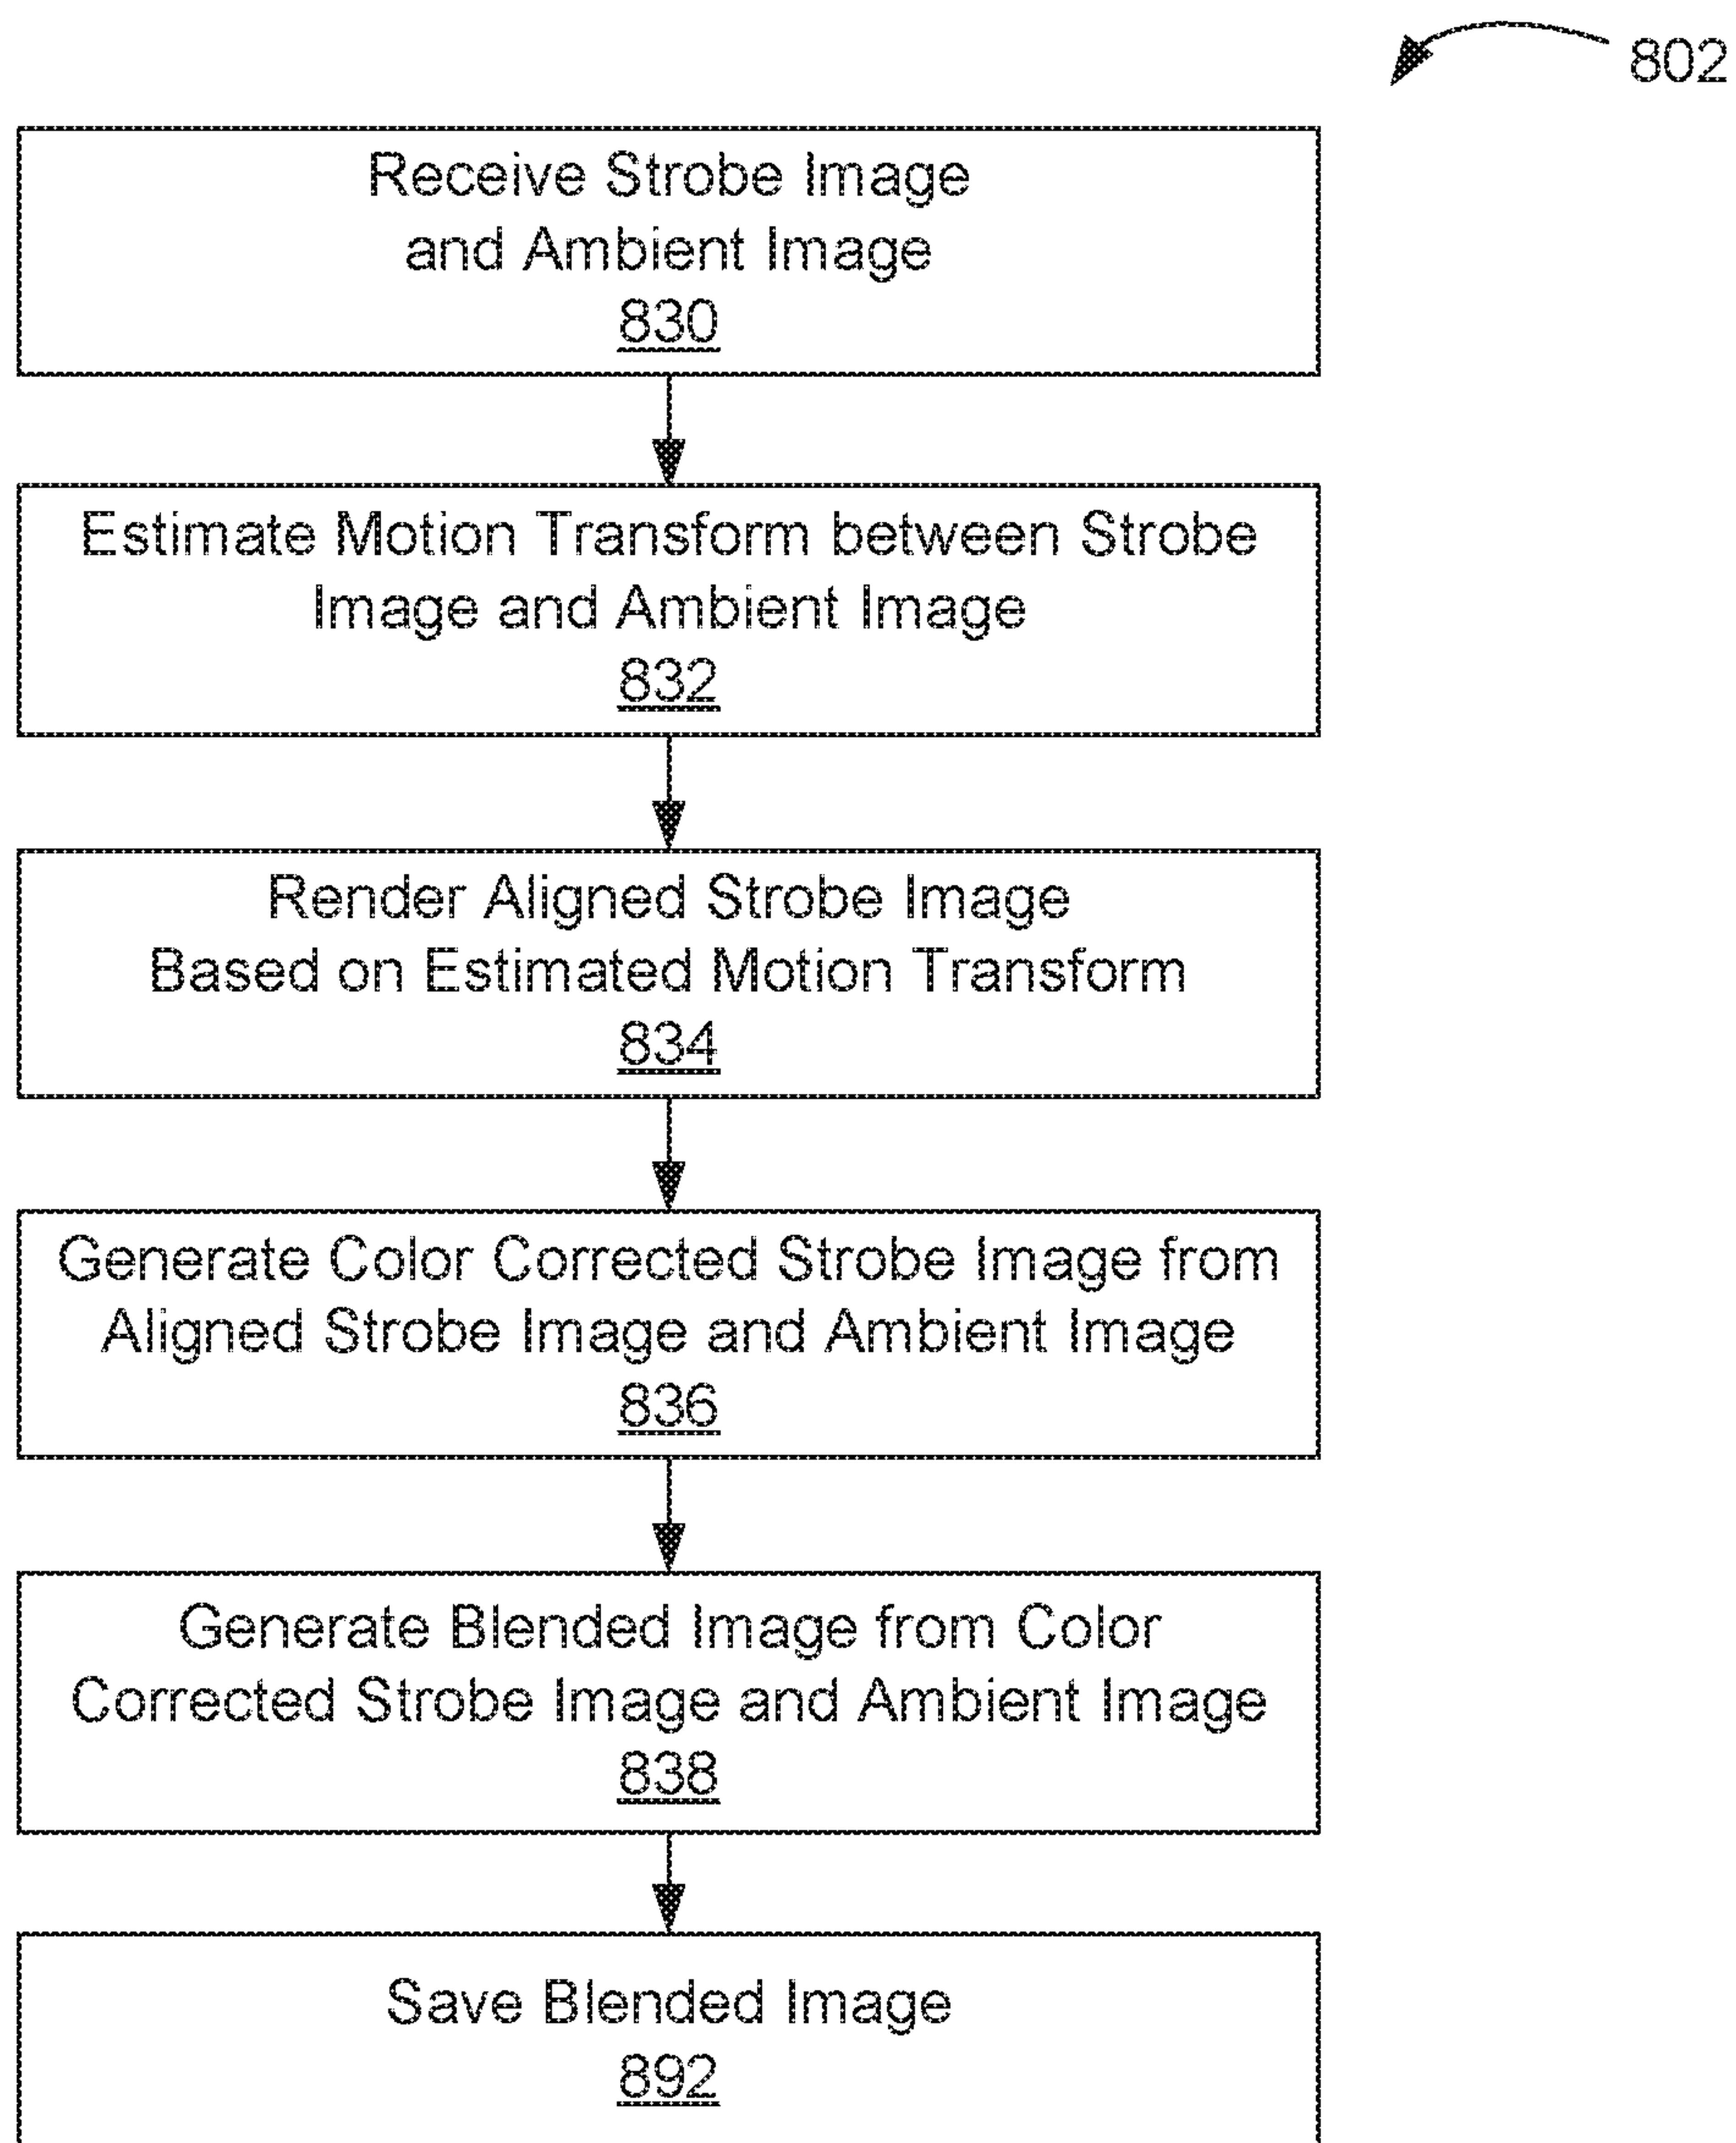 802
Receive Strobe Image
and Ambient Image
830
Estimate Motion Transform between Strobe
Image and Ambient Image
832
Render Aligned Strobe Image
Based on Estimated Motion Transform
834
Generate Color Corrected Strobe Image from
Aligned Strobe Image and Ambient Image
836
Generate Blended Image from Color
Corrected Strobe Image and Ambient Image
838
Save Blended Image
892